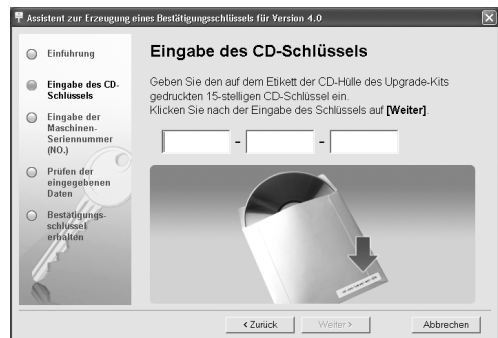 Assistent zur Erzeugung eines Bestätigungsschlüssels für Version 4.0
Einführung
Eingabe des CD-
Schlüssels
Eingabe der
Maschinen-
Seriennummer
(NO.)
Prüfen der
eingegebenen
Daten
Bestätigungs-
schlüssel
erhalten
Eingabe des CD-Schlüssels
Geben Sie den auf dem Etikett der CD-Hülle des Upgrade-Kits
gedruckten 15-stelligen CD-Schlüssel ein.
Klicken Sie nach der Eingabe des Schlüssels auf [Weiter].
- -
< Zurück Weiter > Abbrechen